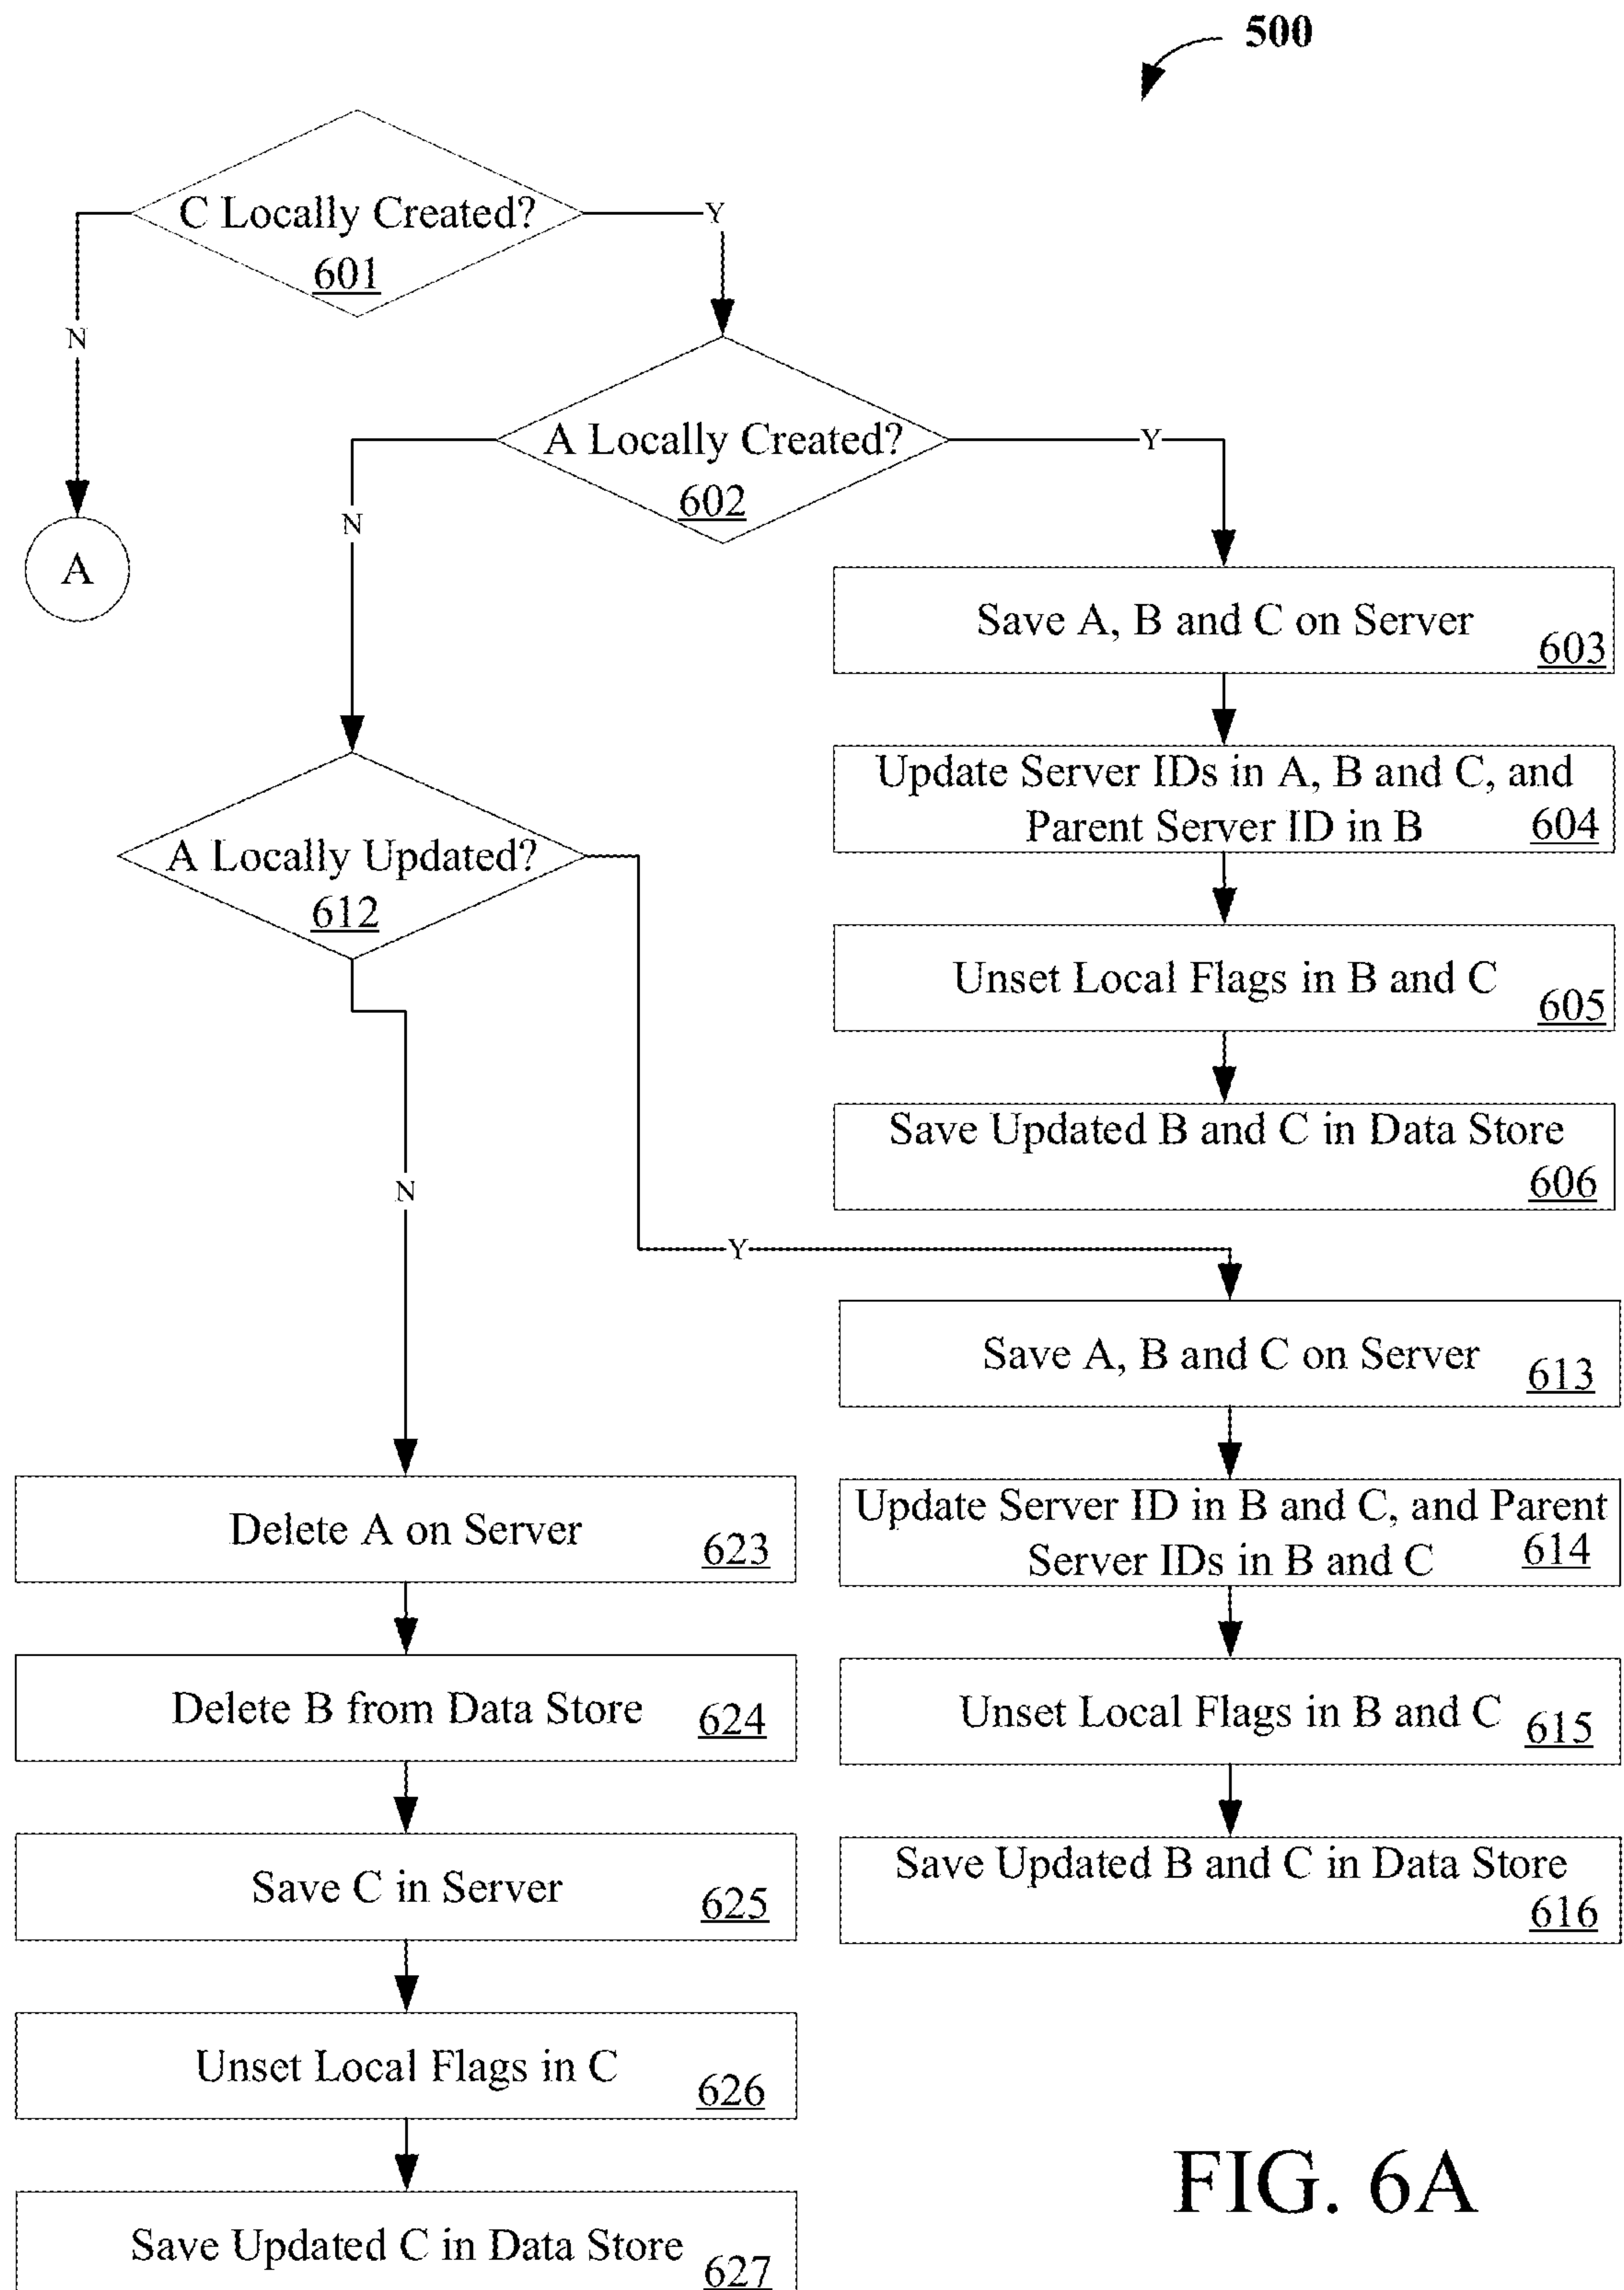 500
C Locally Created?
601
Y
N
A Locally Created?
602
Y
N
A
Save A, B and C on Server
603
Update Server IDs in A, B and C, and
Parent Server ID in B 604
A Locally Updated?
612
Unset Local Flags in B and C
605
Save Updated B and C in Data Store
606
N
Y
Save A, B and C on Server
613
Update Server ID in B and C, and Parent
Server IDs in B and C 614
Unset Local Flags in B and C
615
Save Updated B and C in Data Store
616
Delete A on Server
623
Delete B from Data Store
624
Save C in Server
625
Unset Local Flags in C
626
Save Updated C in Data Store
627
FIG. 6A